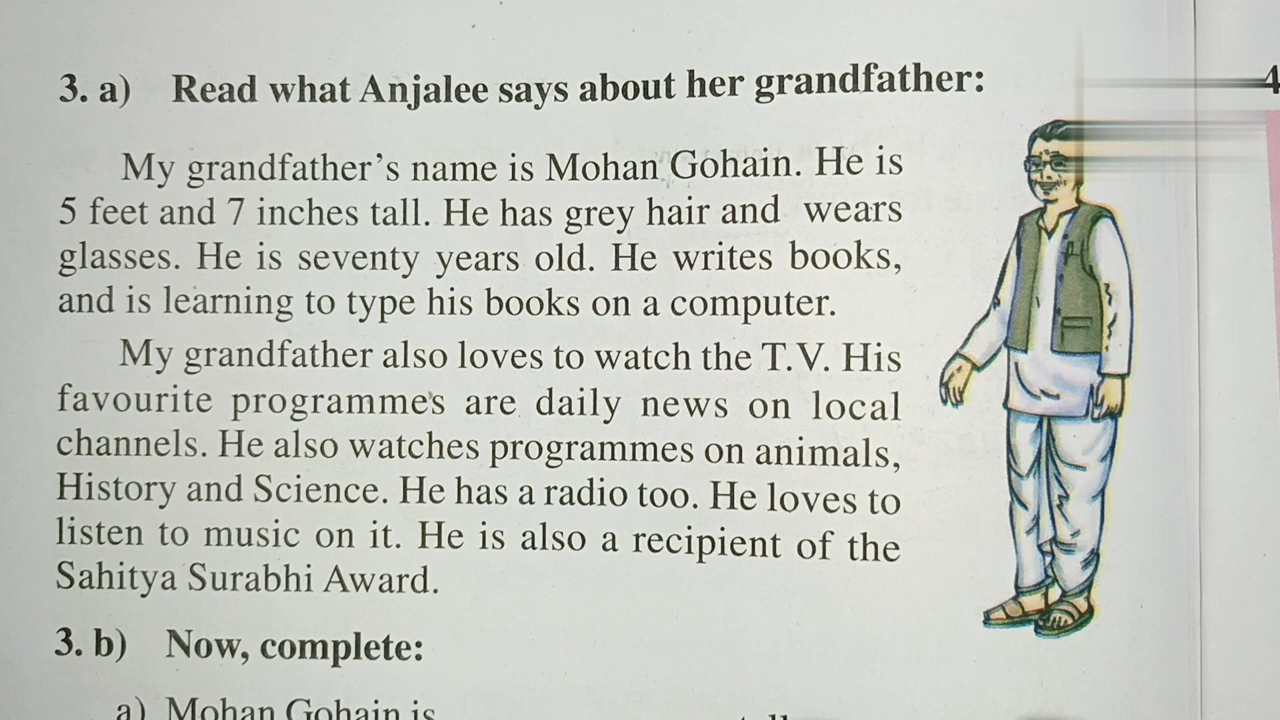 3. a) Read what Anjalee says about her grandfather:
My grandfather's name is Mohan Gohain. He is
5 feet and 7 inches tall. He has grey hair and wears
glasses. He is seventy years old. He writes books,
and is learning to type his books on a computer.
My grandfather also loves to watch the T.V. His
favourite programmes are daily news on local
channels. He also watches programmes on animals,
History and Science. He has a radio too. He loves to
listen to music on it. He is also a recipient of the
Sahitya Surabhi Award.
3. b) Now, complete:
a) Mohan Gohain is
4